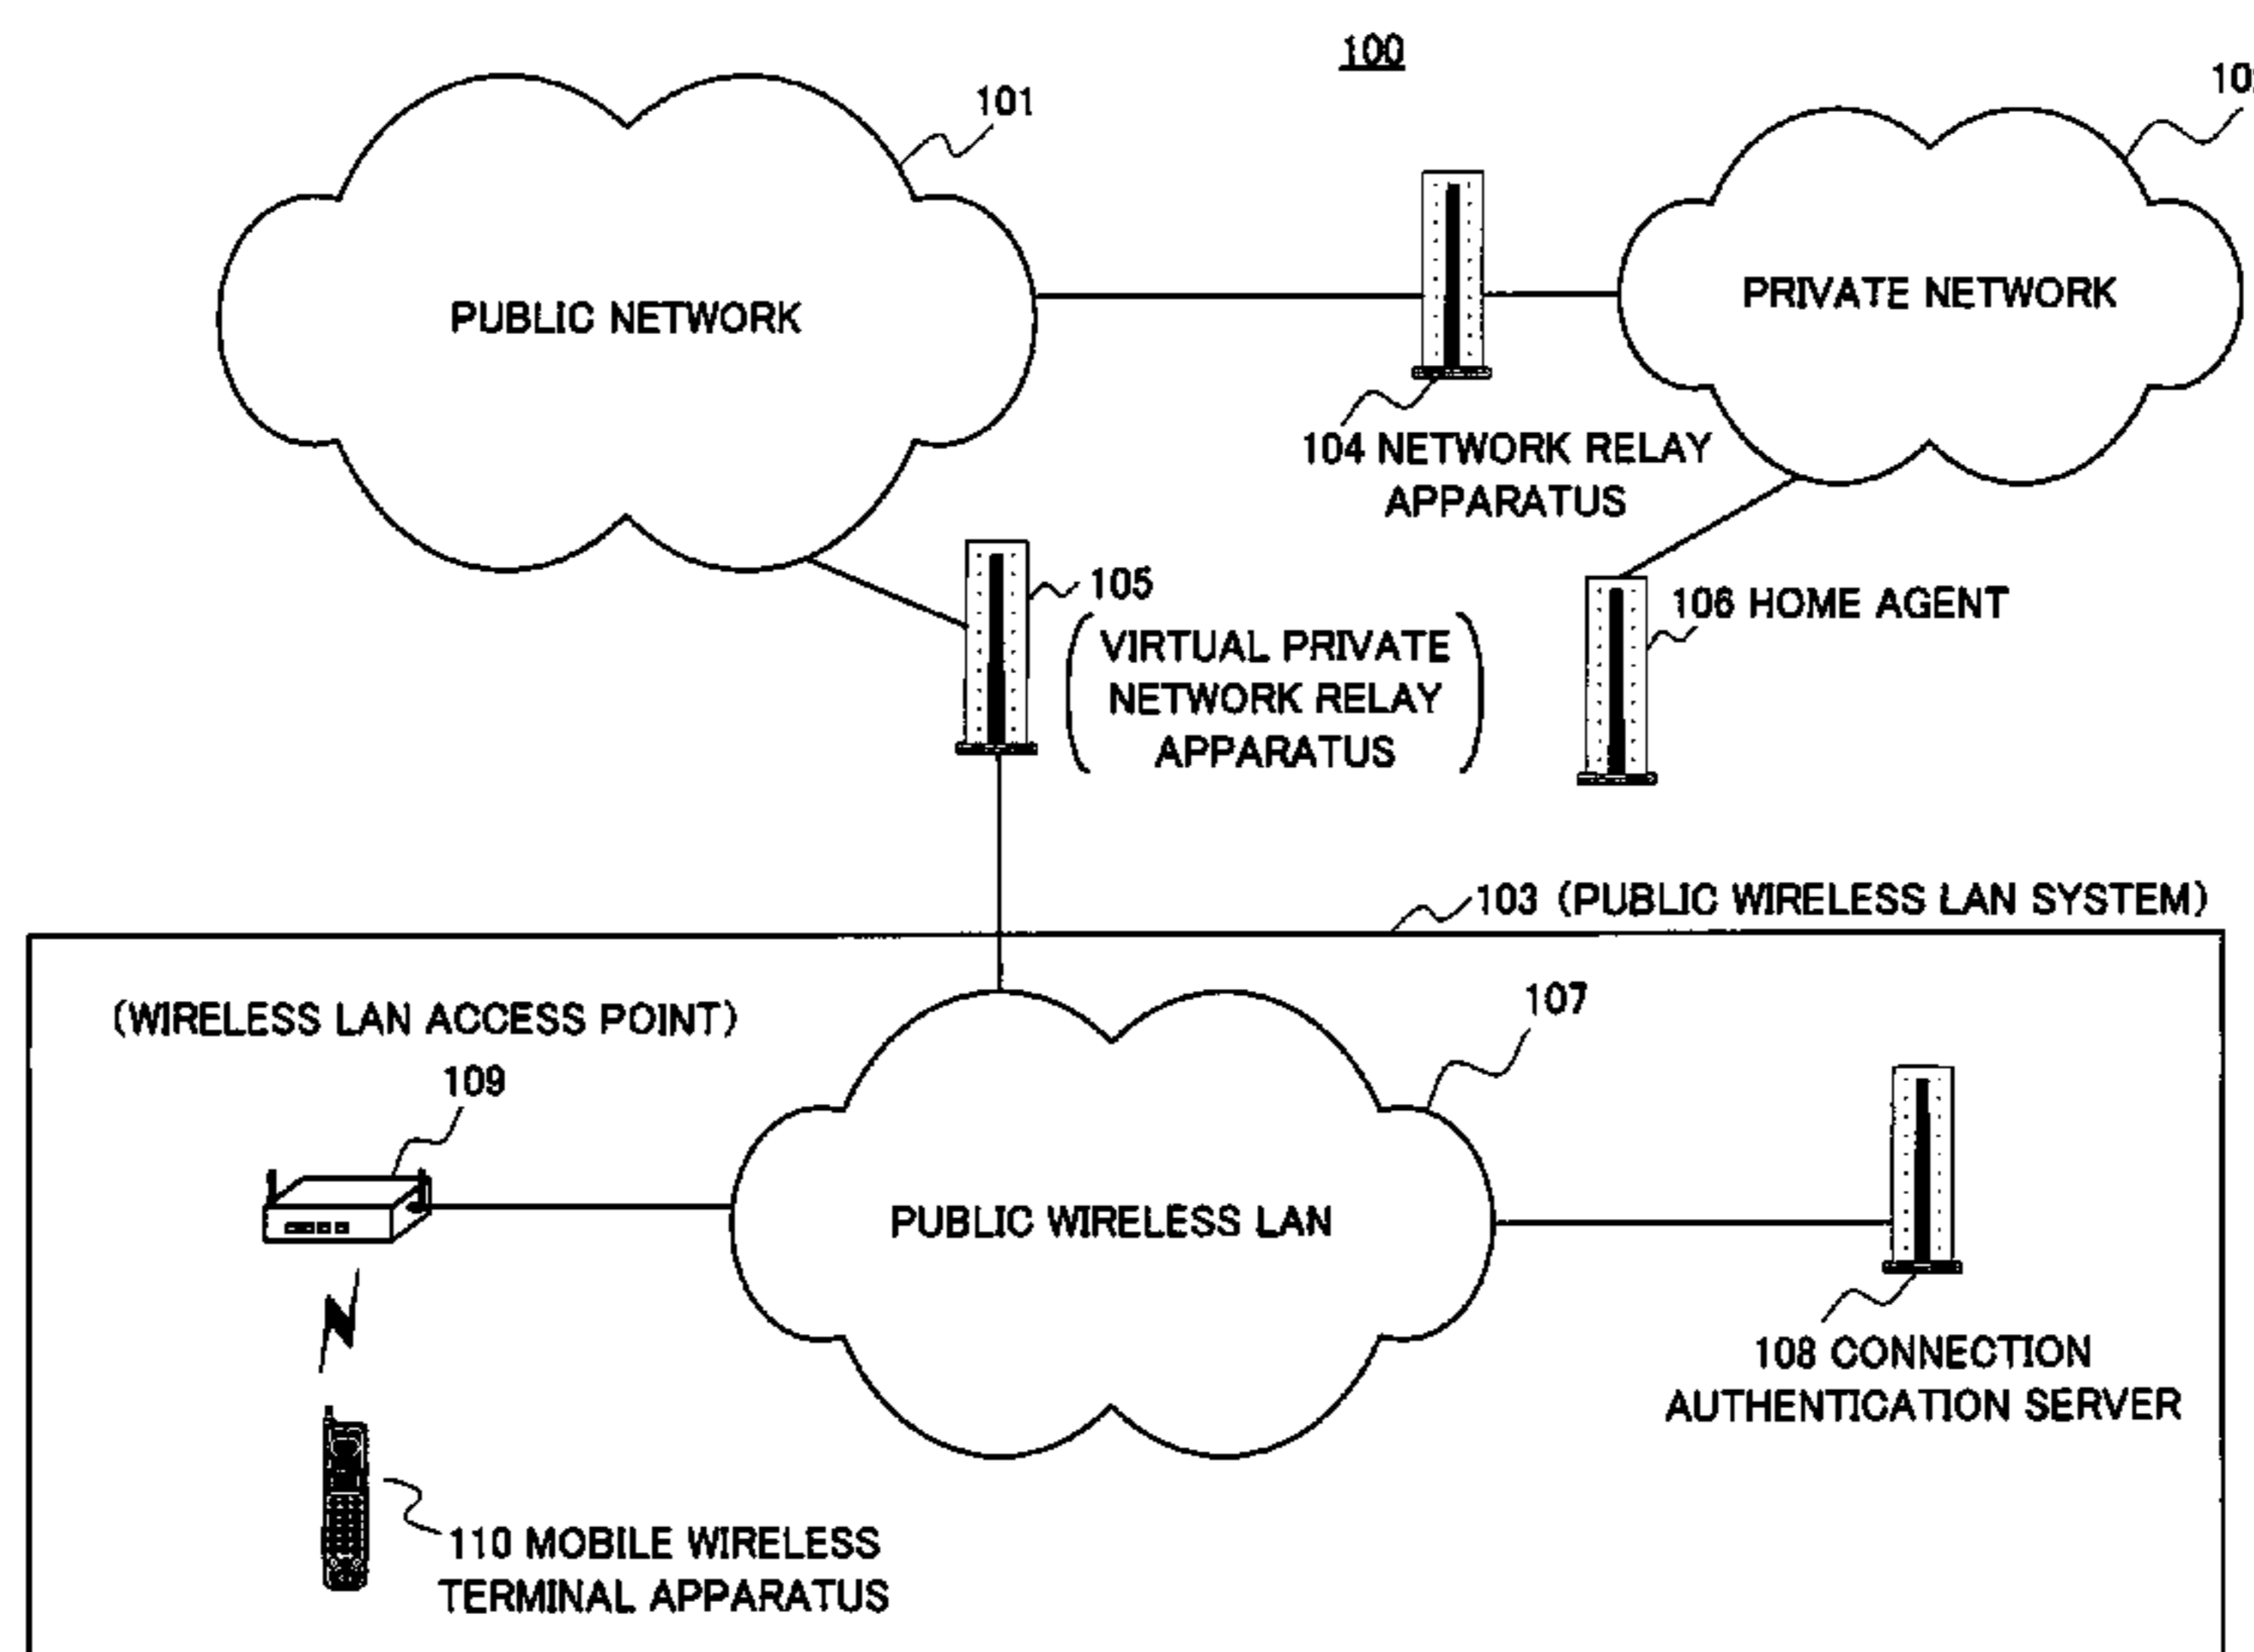 100
101
PUBLIC NETWORK
PRIVATE NETWORK
104 NETWORK RELAY
APPARATUS
105
(VIRTUAL PRIVATE
NETWORK RELAY
APPARATUS)
106 HOME AGENT
103 (PUBLIC WIRELESS LAN SYSTEM)
(WIRELESS LAN ACCESS POINT)
109
107
PUBLIC WIRELESS LAN
108 CONNECTION
AUTHENTICATION SERVER
110 MOBILE WIRELESS
TERMINAL APPARATUS